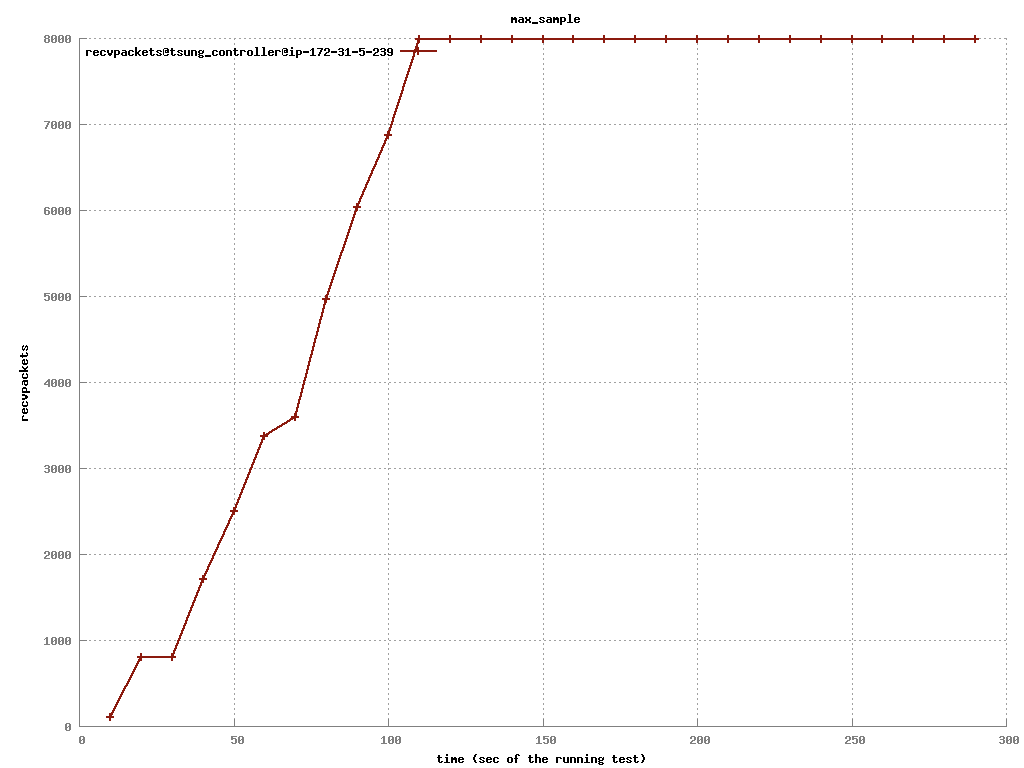 max_sample
8000
recvpackets@tsung_controller@ip-172-31-5-239
7000
6000
5000
4000
3000
2000
1000
0
recvpackets
0 50 100 150 200 250 300
time (sec of the running test)